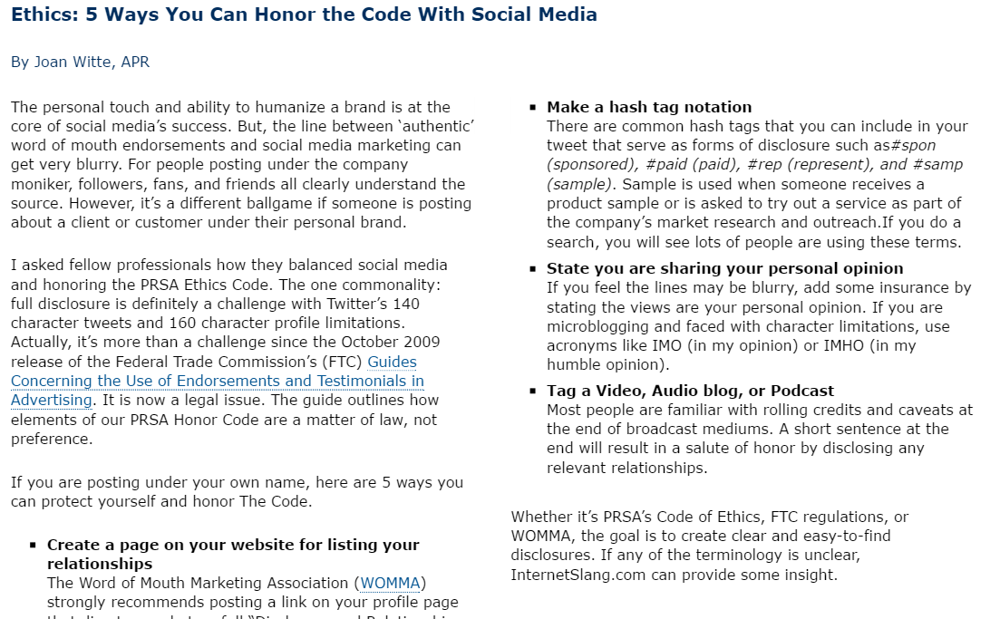 Ethics: 5 Ways You Can Honor the Code With Social Media
By Joan Witte, APR
The personal touch and ability to humanize a brand is at the
core of social media’s success. But, the line between ‘authentic’
word of mouth endorsements and social media marketing can
get very blurry. For people posting under the company
moniker, followers, fans, and friends all clearly understand the
source. However, it’s a different ballgame if someone is posting
about a client or customer under their personal brand.
I asked fellow professionals how they balanced social media
and honoring the PRSA Ethics Code. The one commonality:
full disclosure is definitely a challenge with Twitter’s 140
character tweets and 160 character profile limitations.
Actually, it’s more than a challenge since the October 2009
release of the Federal Trade Commission’s (FTC) Guides
Concerning the Use of Endorsements and Testimonials in
Advertising. It is now a legal issue. The guide outlines how
elements of our PRSA Honor Code are a matter of law, not
preference.
If you are posting under your own name, here are 5 ways you
can protect yourself and honor The Code.
▪ Create a page on your website for listing your
relationships
The Word of Mouth Marketing Association (WOMMA)
strongly recommends posting a link on your profile page
▪ Make a hash tag notation
There are common hash tags that you can include in your
tweet that serve as forms of disclosure such as#spon
(sponsored), #paid (paid), #rep (represent), and #samp
(sample). Sample is used when someone receives a
product sample or is asked to try out a service as part of
the company’s market research and outreach.If you do a
search, you will see lots of people are using these terms.
▪ State you are sharing your personal opinion
If you feel the lines may be blurry, add some insurance by
stating the views are your personal opinion. If you are
microblogging and faced with character limitations, use
acronyms like IMO (in my opinion) or IMHO (in my
humble opinion).
▪ Tag a Video, Audio blog, or Podcast
Most people are familiar with rolling credits and caveats at
the end of broadcast mediums. A short sentence at the
end will result in a salute of honor by disclosing any
relevant relationships.
Whether it’s PRSA’s Code of Ethics, FTC regulations, or
WOMMA, the goal is to create clear and easy-to-find
disclosures. If any of the terminology is unclear,
InternetSlang.com can provide some insight.